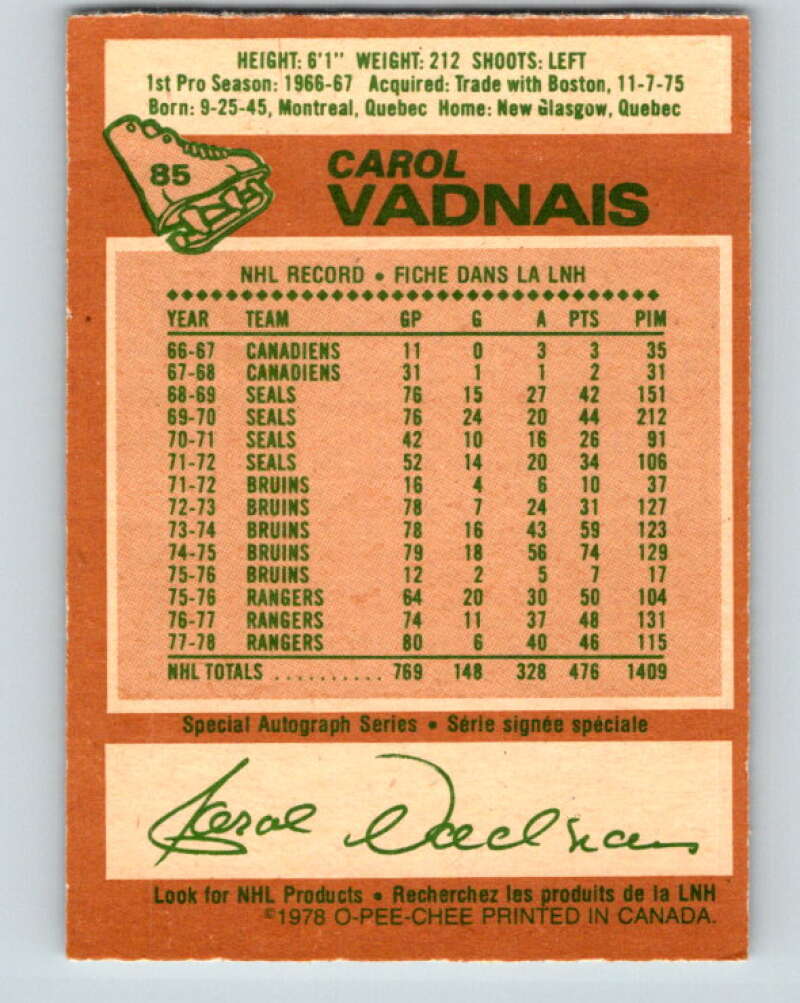 HEIGHT: 6'1" WEIGHT: 212 SHOOTS: LEFT
1st Pro Season: 1966-67 Acquired: Trade with Boston, 11-7-75
Born: 9-25-45, Montreal, Quebec Home: New Glasgow, Quebec
85
CAROL
VADNAIS
NHL RECORD • FICHE DANS LA LNH
YEAR TEAM GP G A PTS PIM
66-67 CANADIENS 11 0 3 3 35
67-68 CANADIENS 31 1 1 2 31
68-69 SEALS 76 15 27 42 151
69-70 SEALS 76 24 20 44 212
70-71 SEALS 42 10 16 26 91
71-72 SEALS 52 14 20 34 106
71-72 BRUINS 16 4 6 10 37
72-73 BRUINS 78 7 24 31 127
73-74 BRUINS 78 16 43 59 123
74-75 BRUINS 79 18 56 74 129
75-76 BRUINS 12 2 5 7 17
75-76 RANGERS 64 20 30 50 104
76-77 RANGERS 74 11 37 48 131
77-78 RANGERS 80 6 40 46 115
NHL TOTALS .......... 769 148 328 476 1409
Special Autograph Series • Série signée spéciale
Carol Vadnais
Look for NHL Products • Recherchez les produits de la LNH
©1978 O-PEE-CHEE PRINTED IN CANADA.